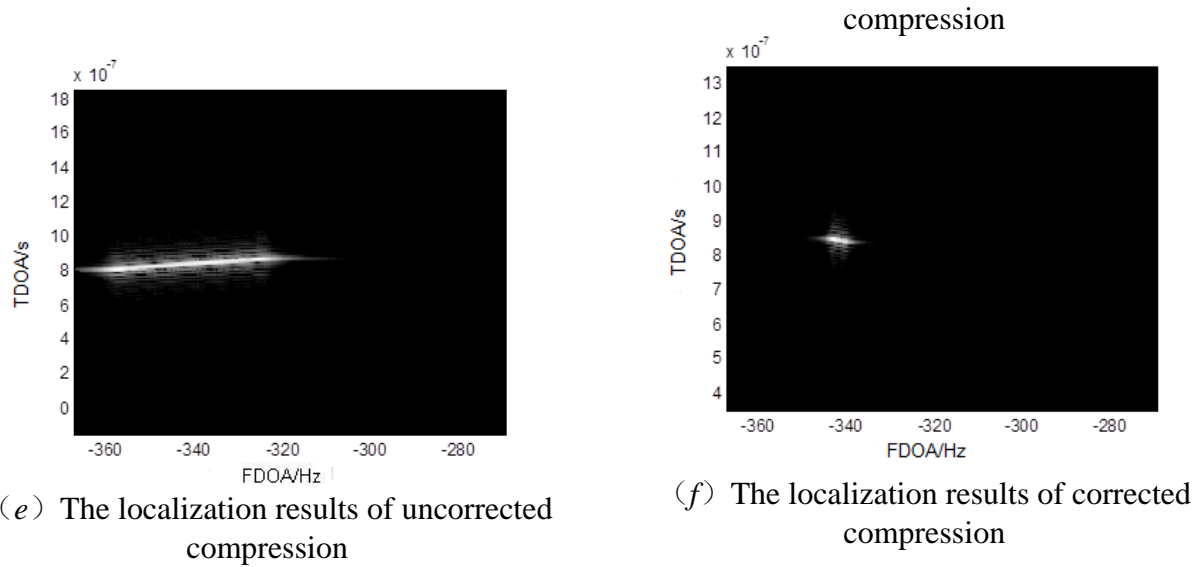 compression
x 10-7
18
16
14
12
10
8
6
4
2
0
TDOA/s
-360
-340
-320
-300
-280
FDOA/Hz
(e) The localization results of uncorrected
compression
x 10-7
13
12
11
10
9
8
7
6
5
4
TDOA/s
-360
-340
-320
-300
-280
FDOA/Hz
(f) The localization results of corrected
compression